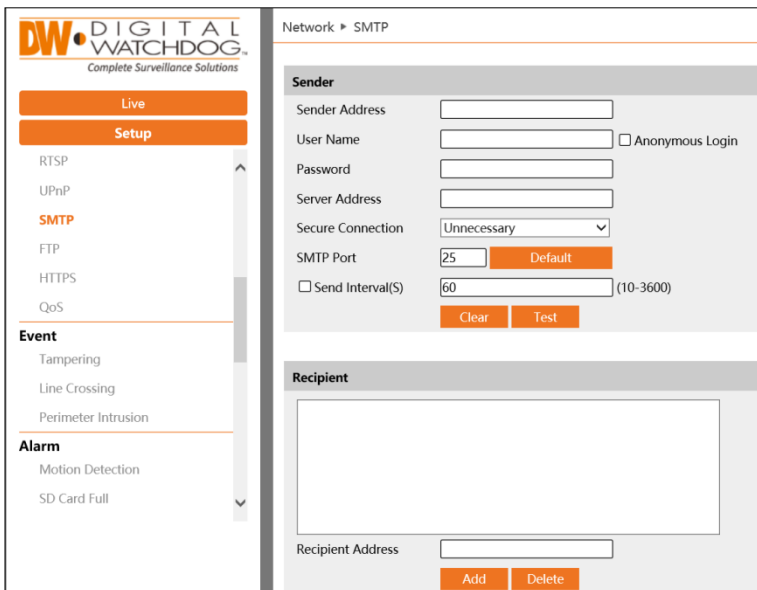 DW DIGITAL
WATCHDOG™
Complete Surveillance Solutions
Live
Setup
RTSP
UPnP
SMTP
FTP
HTTPS
QoS
Event
Tampering
Line Crossing
Perimeter Intrusion
Alarm
Motion Detection
SD Card Full
Network ▸ SMTP
Sender
Sender Address
User Name Anonymous Login
Password
Server Address
Secure Connection Unnecessary
SMTP Port 25 Default
Send Interval(S) 60 (10-3600)
Clear Test
Recipient
Recipient Address
Add Delete